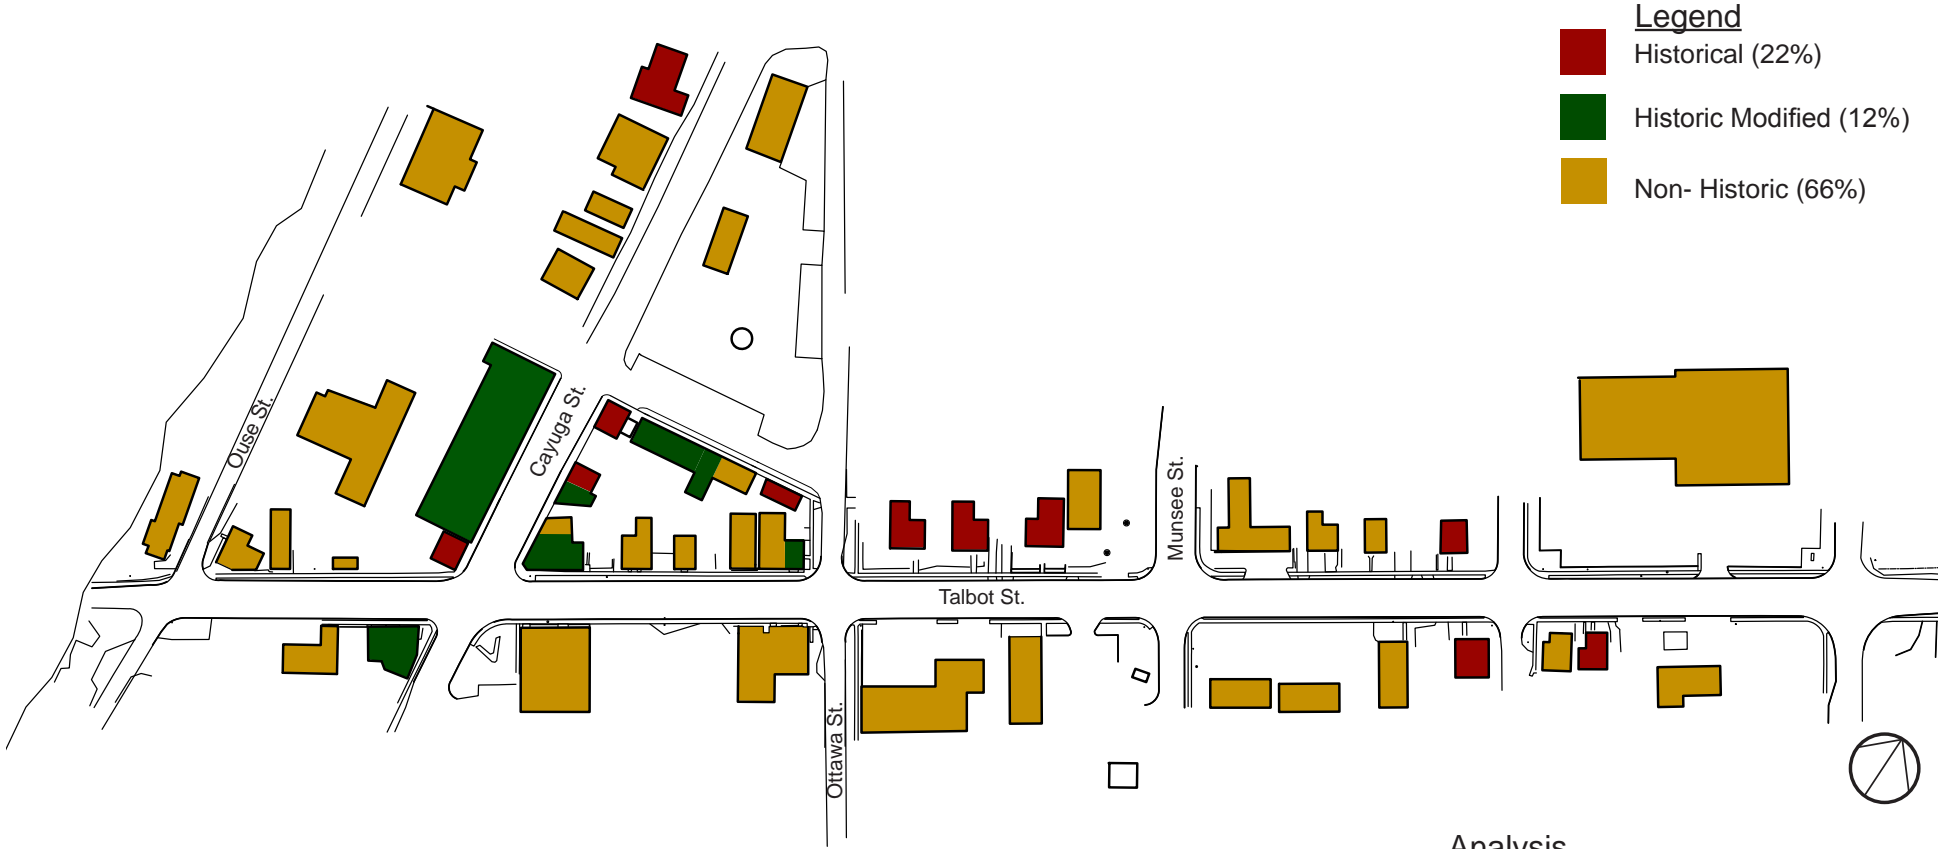 Legend
Historical (22%)
Historic Modified (12%)
Non- Historic (66%)
Ouse St.
Cayuga St.
Munsee St.
Talbot St.
Ottawa St.
Analysis